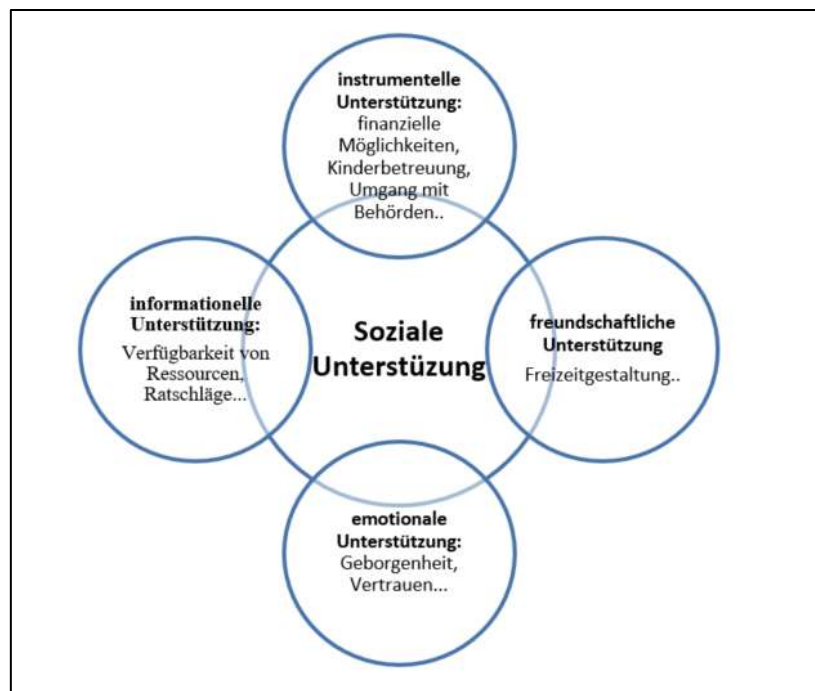 instrumentelle
Unterstützung:
finanzielle
Möglichkeiten,
Kinderbetreuung,
Umgang mit
Behörden..
informationelle
Unterstützung:
Verfügbarkeit von
Ressourcen,
Ratschläge...
Soziale
Unterstüzung
freundschaftliche
Unterstützung
Freizeitgestaltung..
emotionale
Unterstützung:
Geborgenheit,
Vertrauen...